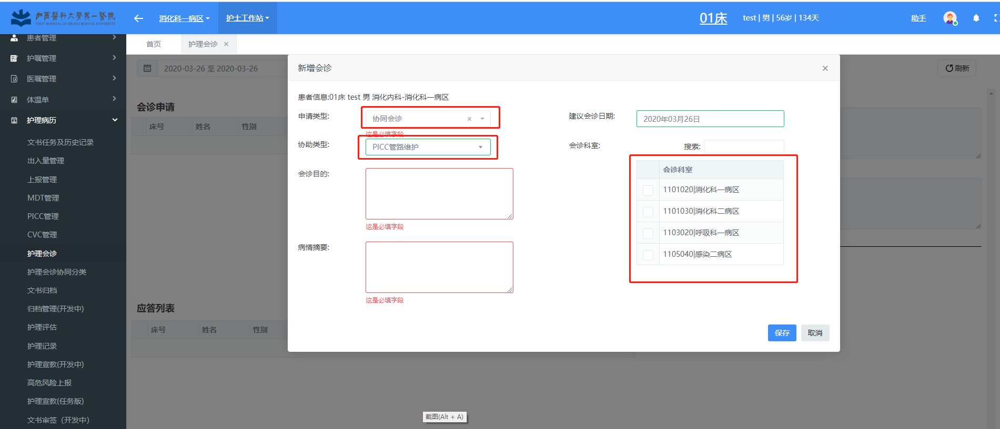 山西醫科大學第一醫院
FIRST HOSPITAL OF SHANXI MEDICAL UNIVERSITY
消化科一病区
护士工作站
01床
test | 男 | 56岁 | 134天
助手
患者管理
护嘱管理
医嘱管理
体温单
护理病历
文书任务及历史记录
出入量管理
上报管理
MDT管理
PICC管理
CVC管理
护理会诊
护理会诊协同分类
文书归档
归档管理(开发中)
护理评估
护理记录
护理宣教(开发中)
高危风险上报
护理宣教(任务版)
文书审签（开发中）
首页
护理会诊 ×
2020-03-26 至 2020-03-26
刷新
会诊申请
床号 姓名 性别
应答列表
床号 姓名 性别
新增会诊 ×
患者信息:01床 test 男 消化内科-消化科一病区
申请类型: 协同会诊 ×
这是必填字段
建议会诊日期: 2020年03月26日
协助类型: PICC管路维护
会诊科室: 搜索:
会诊科室
1101020|消化科一病区
1101030|消化科二病区
1103020|呼吸科一病区
1105040|感染二病区
会诊目的:
这是必填字段
病情摘要:
这是必填字段
保存 取消
截图(Alt + A)